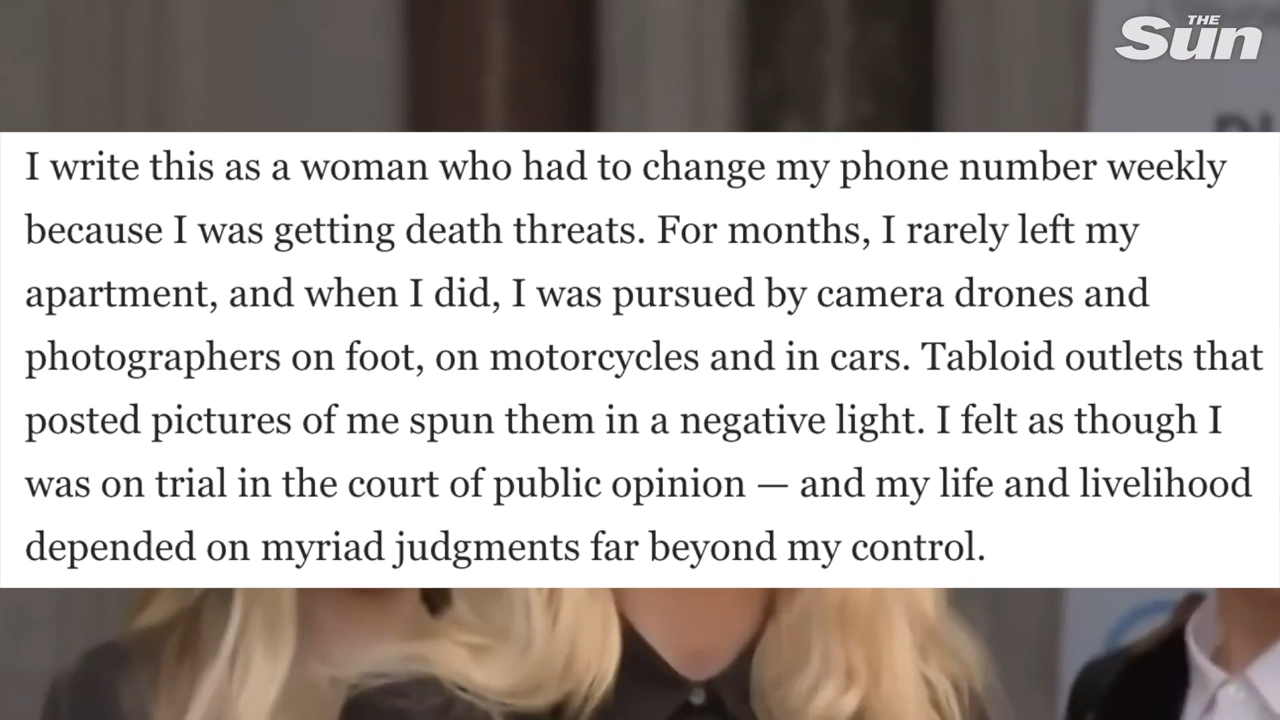 THE
Sun
I write this as a woman who had to change my phone number weekly
because I was getting death threats. For months, I rarely left my
apartment, and when I did, I was pursued by camera drones and
photographers on foot, on motorcycles and in cars. Tabloid outlets that
posted pictures of me spun them in a negative light. I felt as though I
was on trial in the court of public opinion — and my life and livelihood
depended on myriad judgments far beyond my control.